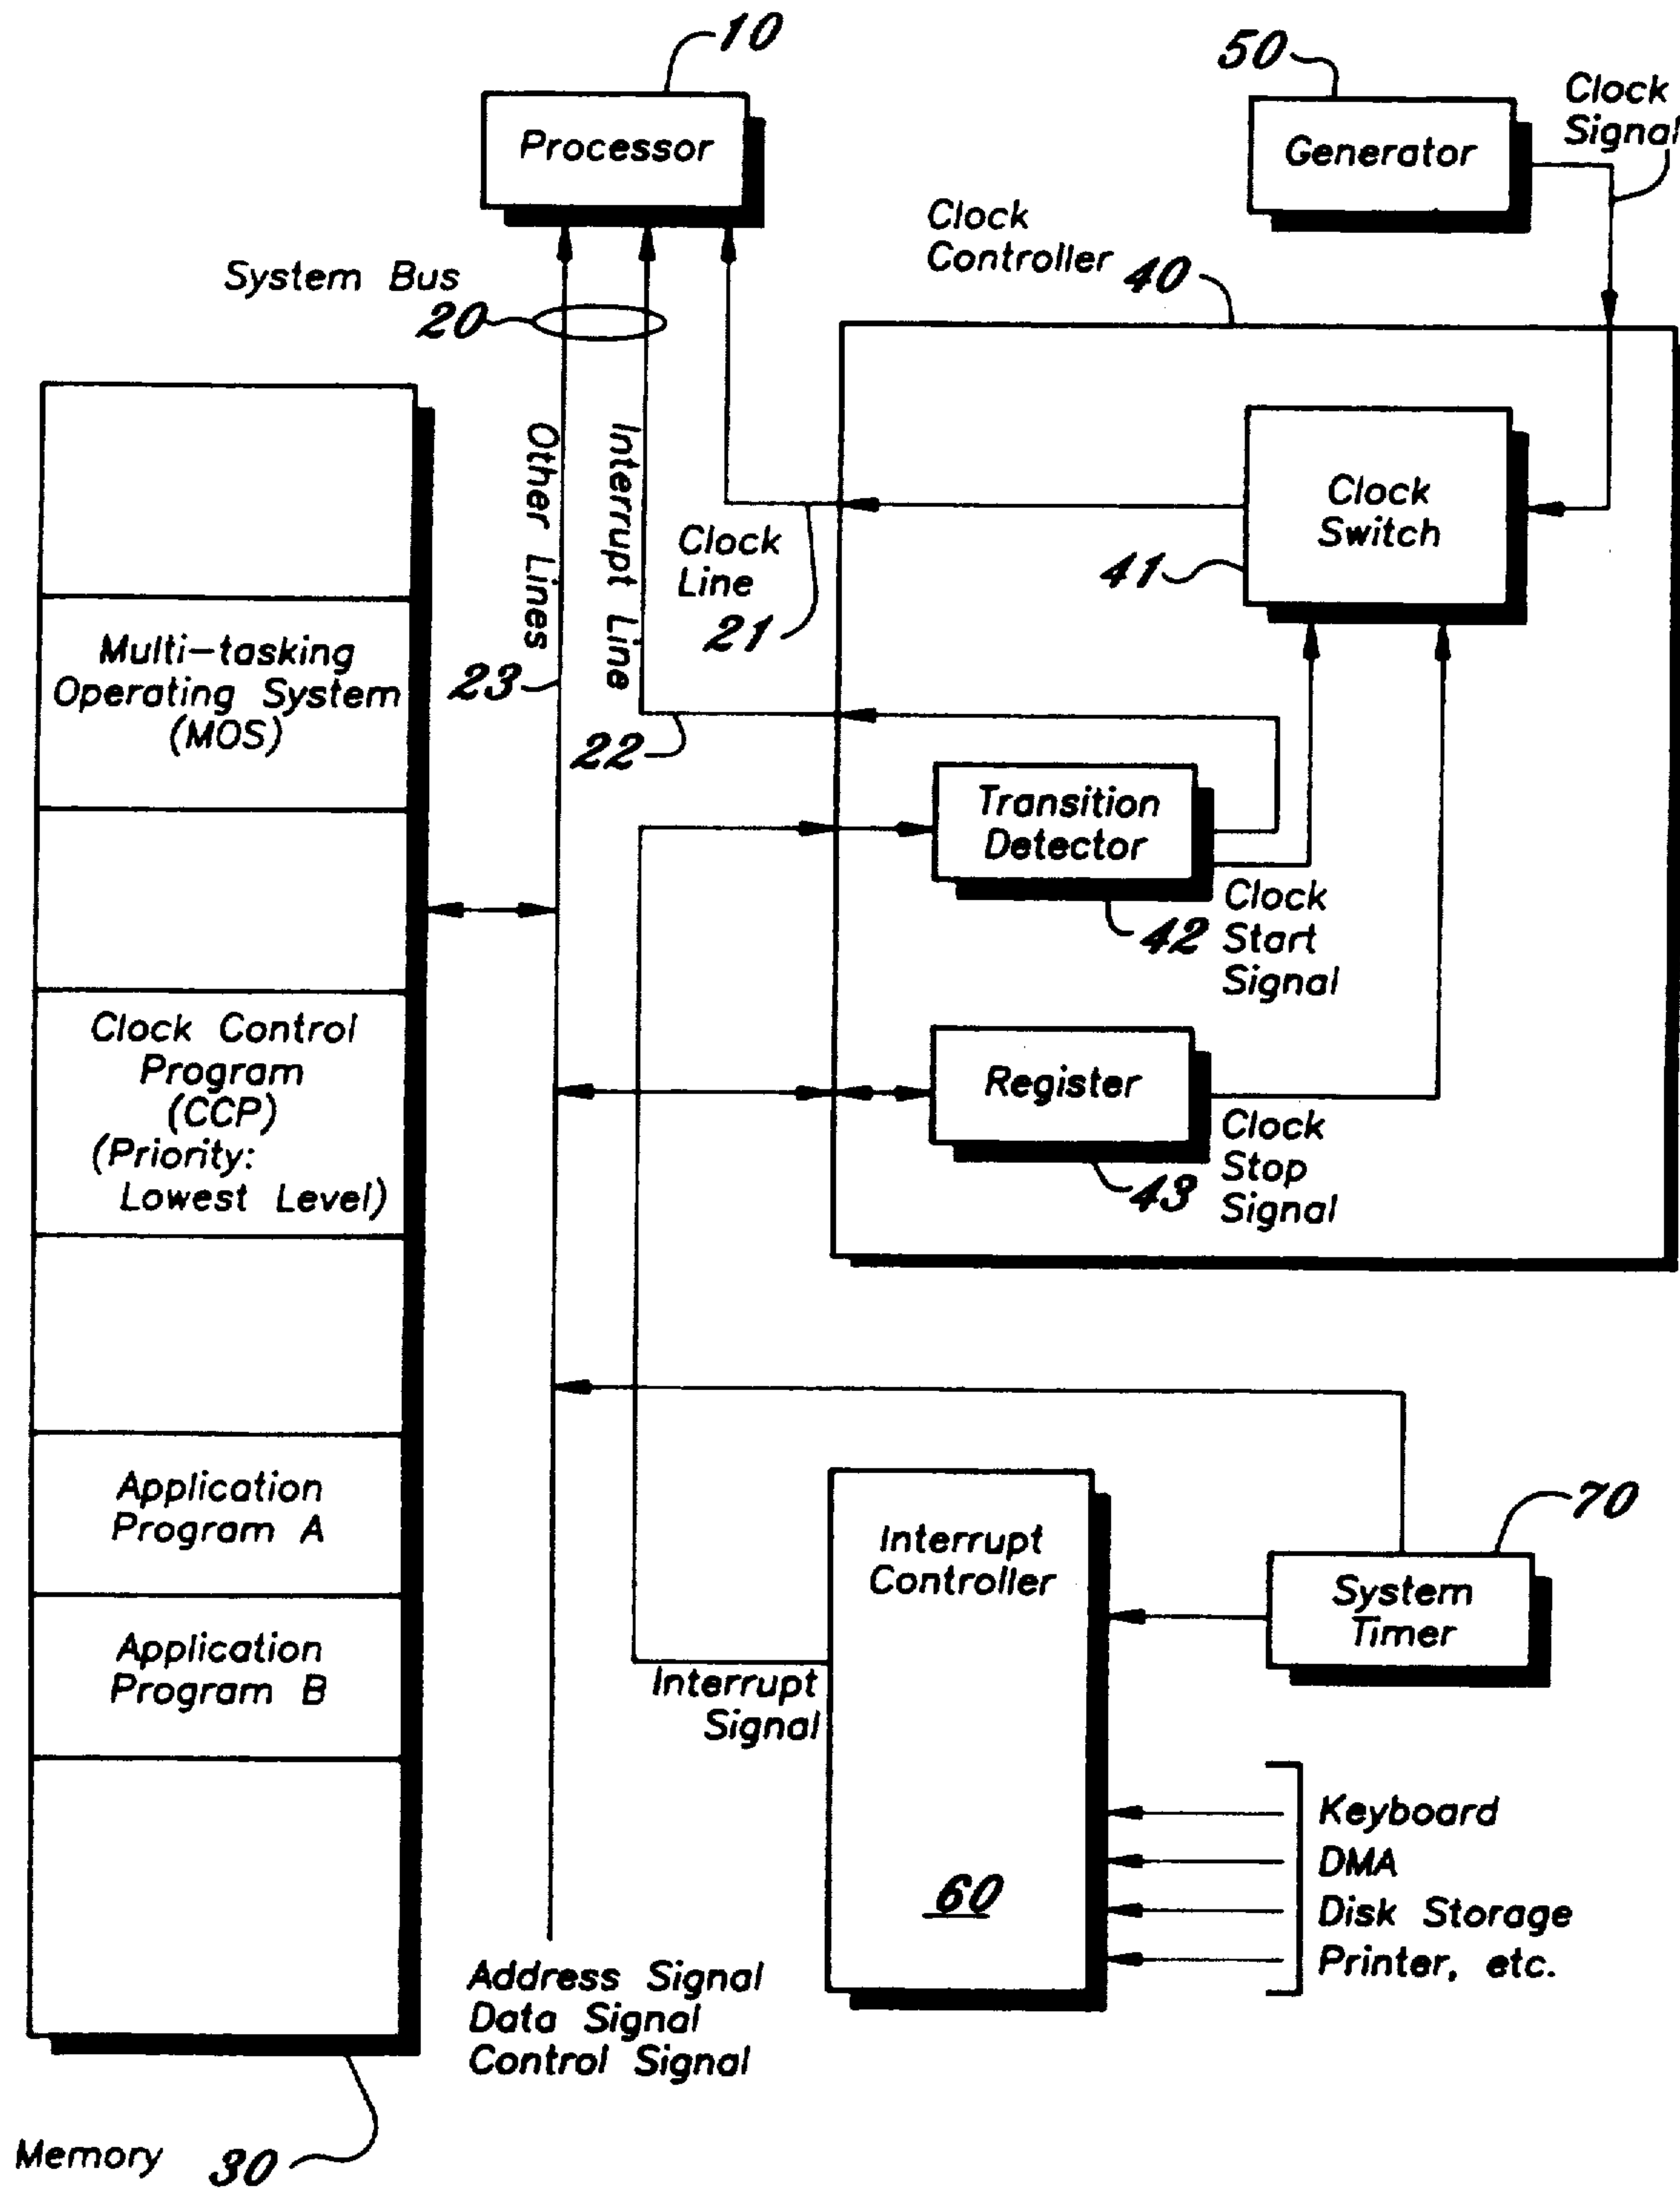 10
Processor
50
Generator
Clock
Signal
Clock
Controller 40
System Bus
20
Other Lines
Interrupt Line
23
22
Clock
Line
21
Clock
Switch
41
Transition
Detector
42
Clock
Start
Signal
Register
43
Clock
Stop
Signal
Multi-tasking
Operating System
(MOS)
Clock Control
Program
(CCP)
(Priority:
Lowest Level)
Application
Program A
Application
Program B
Memory 30
Interrupt
Signal
Interrupt
Controller
60
70
System
Timer
Keyboard
DMA
Disk Storage
Printer, etc.
Address Signal
Data Signal
Control Signal